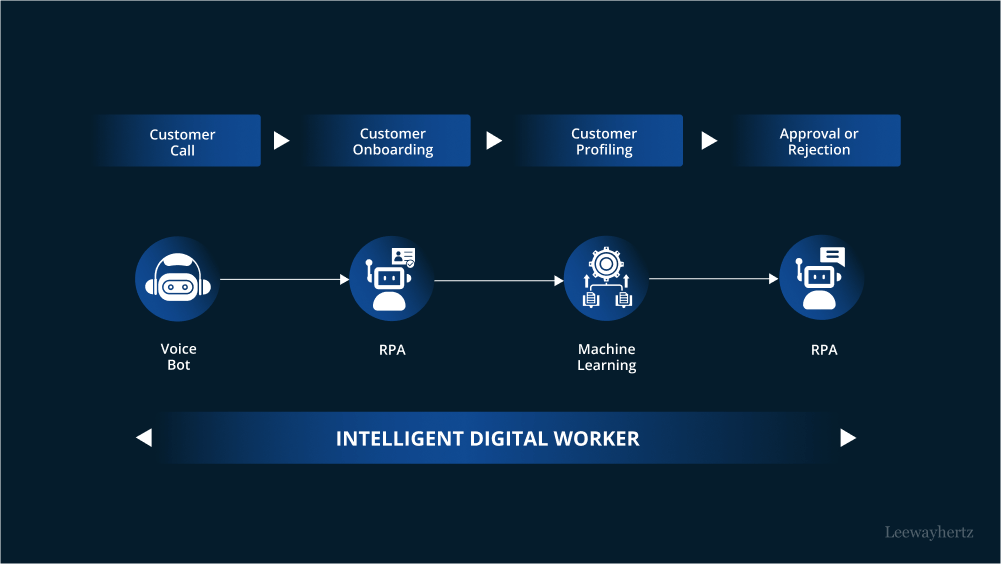 Customer
Call
Customer
Onboarding
Customer
Profiling
Approval or
Rejection
Voice
Bot
RPA
Machine
Learning
RPA
INTELLIGENT DIGITAL WORKER
Leewayhertz